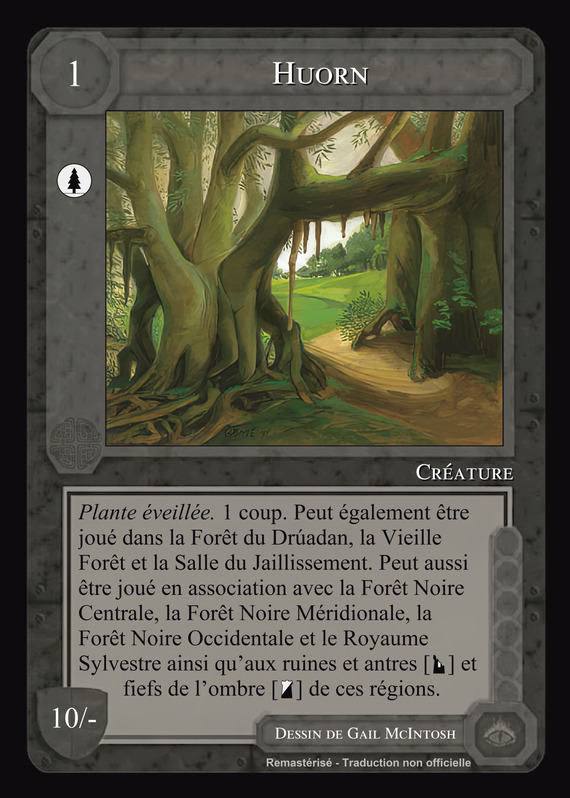 1
HUORN
CRÉATURE
Plante éveillée. 1 coup. Peut également être
joué dans la Forêt du Drúadan, la Vieille
Forêt et la Salle du Jaillissement. Peut aussi
être joué en association avec la Forêt Noire
Centrale, la Forêt Noire Méridionale, la
Forêt Noire Occidentale et le Royaume
Sylvestre ainsi qu'aux ruines et antres [ ] et
fiefs de l'ombre [ ] de ces régions.
10/-
DESSIN DE GAIL MCINTOSH
Remastérisé - Traduction non officielle